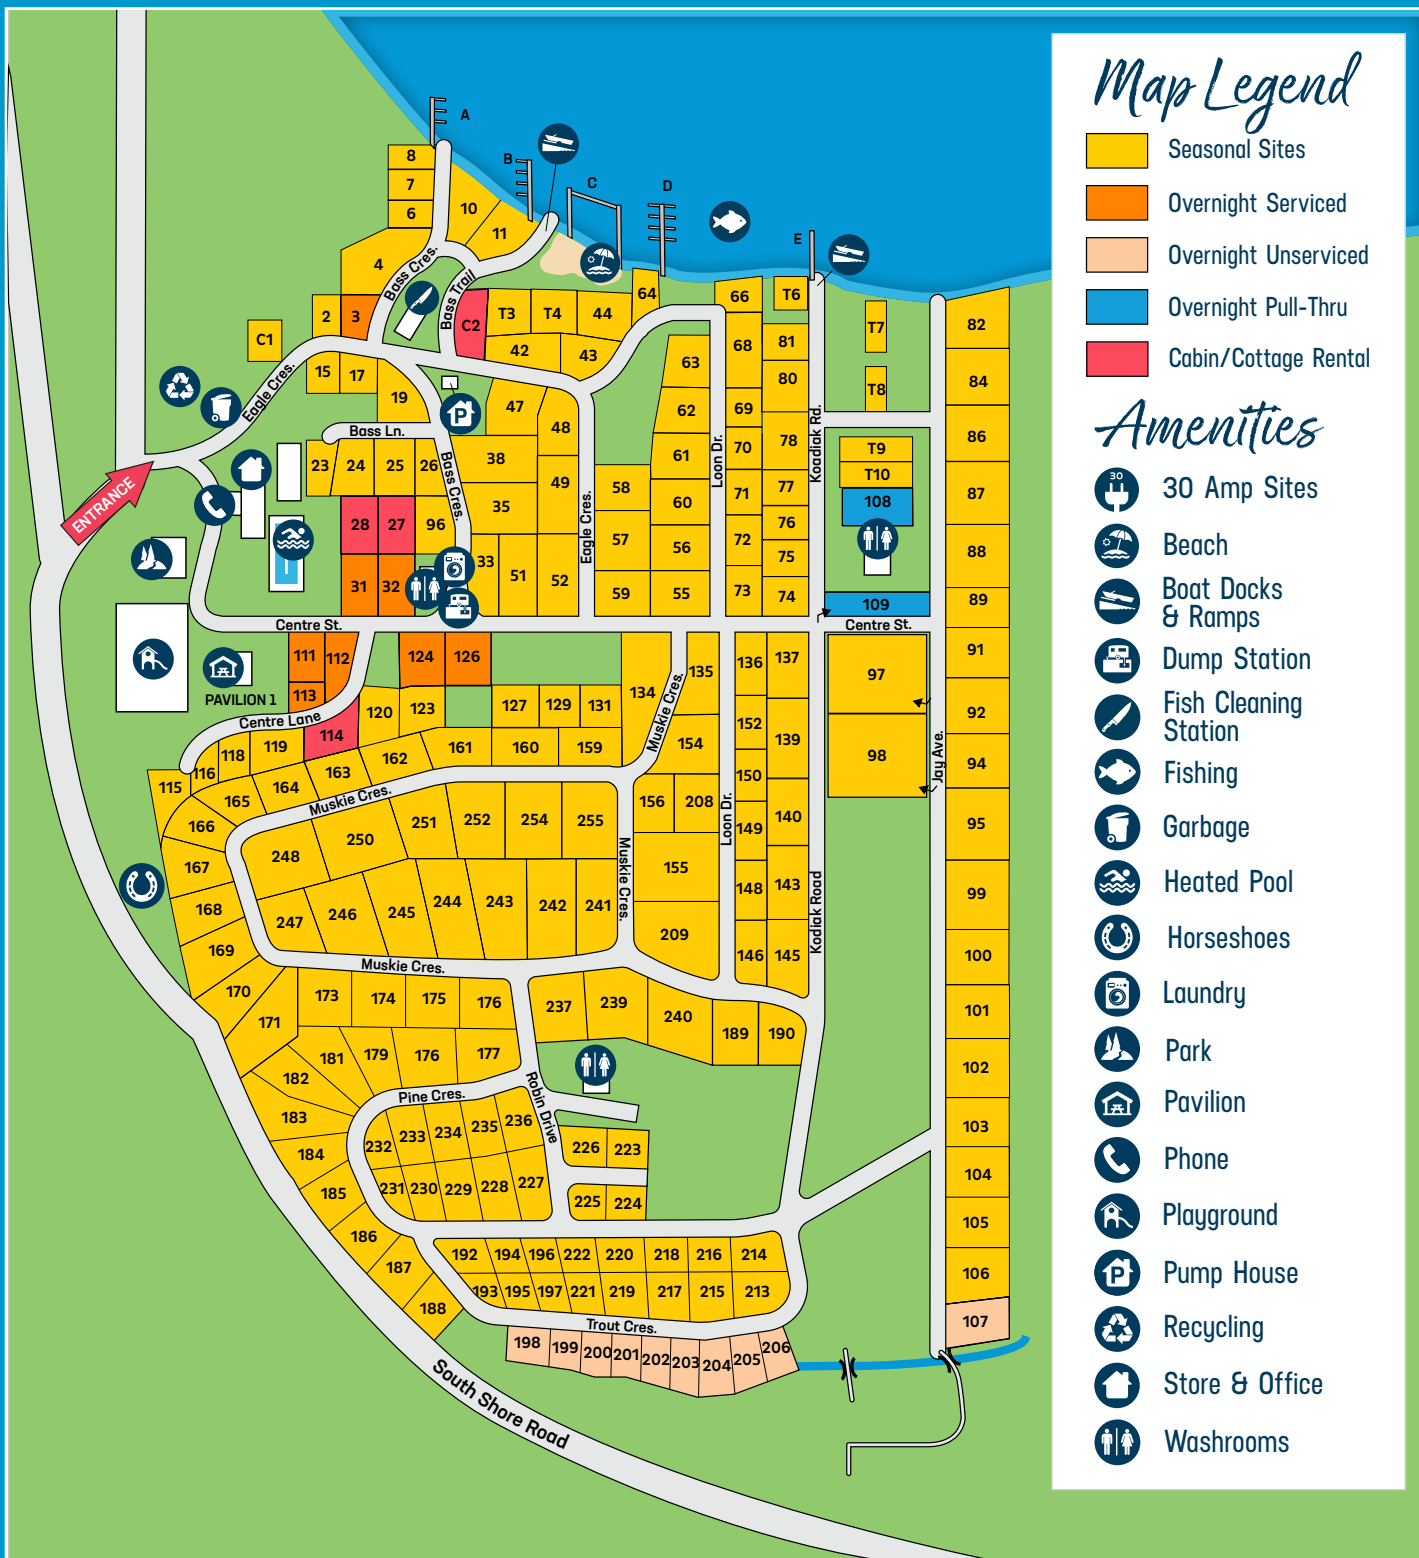 Map Legend
Seasonal Sites
Overnight Serviced
Overnight Unserviced
Overnight Pull-Thru
Cabin/Cottage Rental
Amenities
30
30 Amp Sites
Beach
Boat Docks
& Ramps
Dump Station
Fish Cleaning
Station
Fishing
Garbage
Heated Pool
Horseshoes
Laundry
Park
Pavilion
Phone
Playground
P
Pump House
Recycling
Store & Office
Washrooms
A
B
C
D
E
8
7
6
10
11
4
Bass Cres.
Bass Trail
2
3
C1
C2
T3
T4
44
64
42
43
66
T6
T7
T8
68
81
80
63
62
61
69
70
78
77
71
76
72
75
73
74
Loon Dr.
Koadiak Rd.
82
84
86
87
88
89
91
92
94
95
99
100
101
102
103
104
105
106
107
T9
T10
108
109
Centre St.
15
17
19
Eagle Cres.
P
Bass Ln.
47
48
38
49
35
23
24
25
26
Bass Cres.
28
27
96
31
32
33
51
52
Eagle Cres.
58
57
59
60
56
55
ENTRANCE
Centre St.
PAVILION 1
111
112
113
114
Centre Lane
124
126
120
123
127
129
131
134
135
Muskie Cres.
136
137
97
98
Jay Ave.
115
116
118
119
165
164
163
162
161
160
159
154
152
139
150
149
140
148
143
146
145
Loon Dr.
Kodiak Road
166
167
168
169
170
171
Muskie Cres.
248
250
251
252
254
255
247
246
245
244
243
242
241
Muskie Cres.
156
208
155
209
Muskie Cres.
173
174
175
176
237
239
240
189
190
181
179
176
177
182
183
184
185
186
187
188
Pine Cres.
Robin Drive
232
233
234
235
236
231
230
229
228
227
226
223
225
224
192
194
196
222
220
218
216
214
193
195
197
221
219
217
215
213
Trout Cres.
198
199
200
201
202
203
204
205
206
South Shore Road